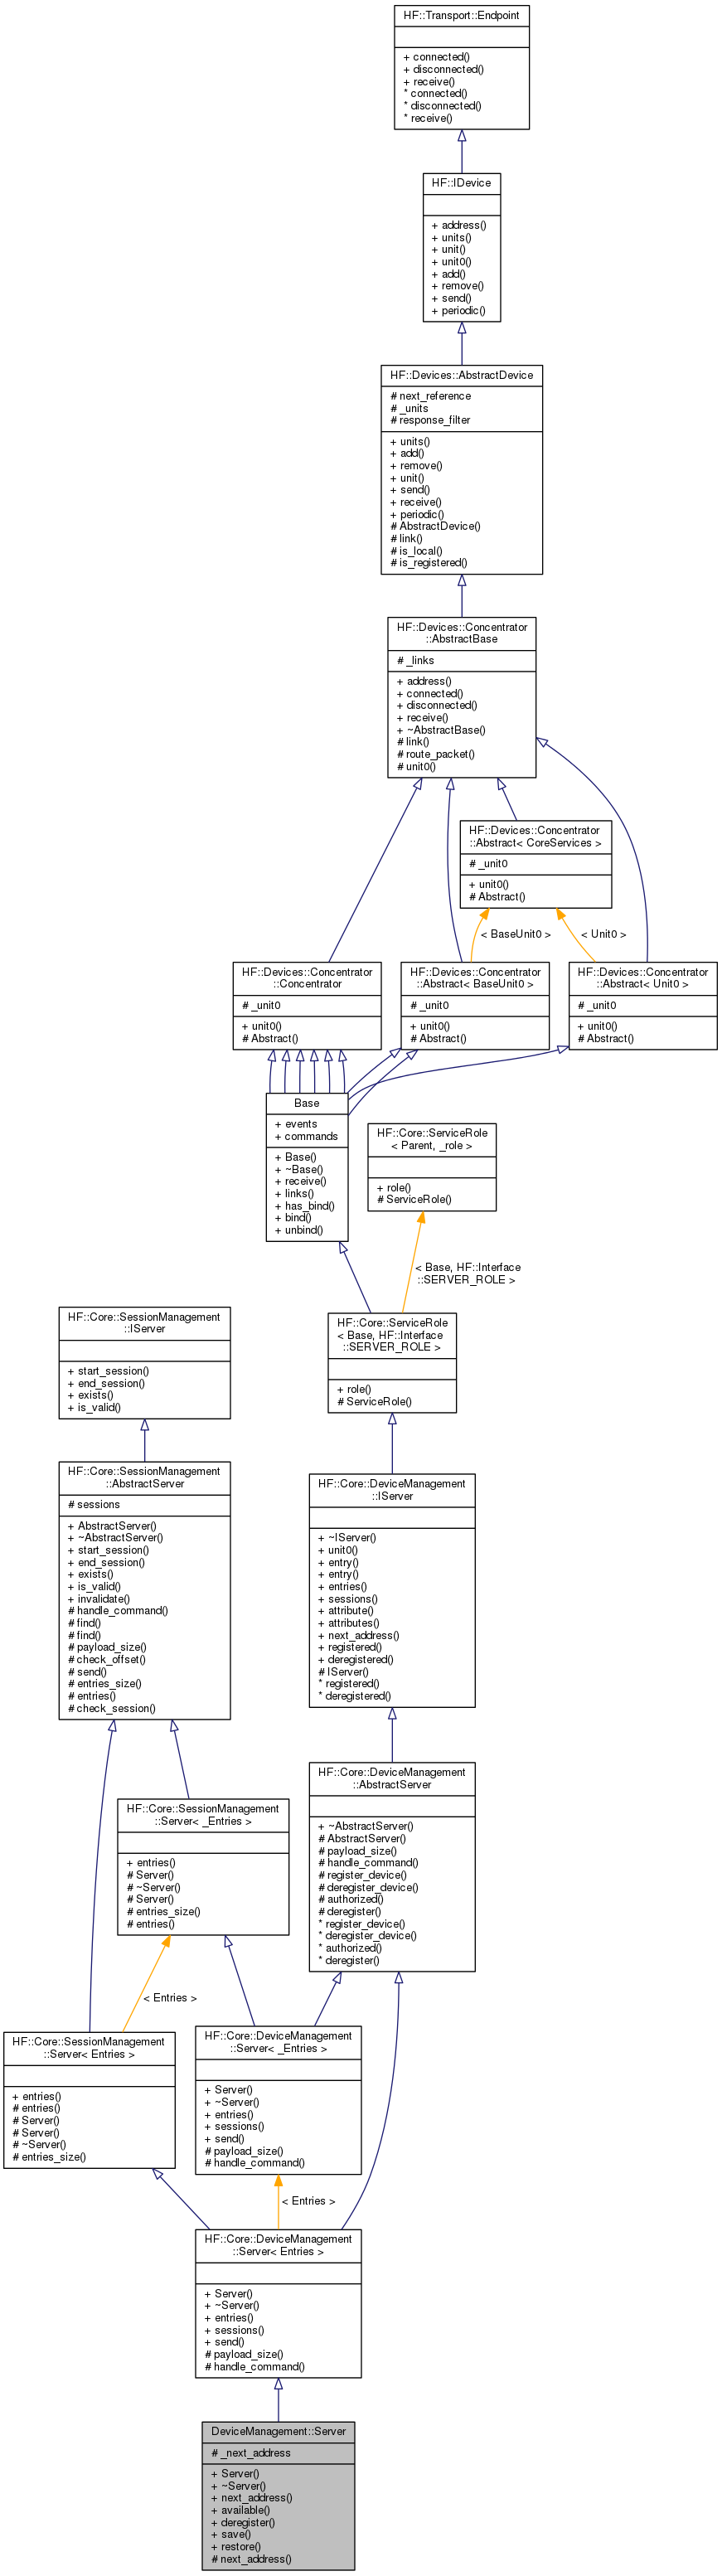 HF::Transport::Endpoint
+ connected()
+ disconnected()
+ receive()
* connected()
* disconnected()
* receive()
HF::IDevice
+ address()
+ units()
+ unit()
+ unit0()
+ add()
+ remove()
+ send()
+ periodic()
HF::Devices::AbstractDevice
# next_reference
# _units
# response_filter
+ units()
+ add()
+ remove()
+ unit()
+ send()
+ receive()
+ periodic()
# AbstractDevice()
# link()
# is_local()
# is_registered()
HF::Devices::Concentrator
::AbstractBase
# _links
+ address()
+ connected()
+ disconnected()
+ receive()
+ ~AbstractBase()
# link()
# route_packet()
# unit0()
HF::Devices::Concentrator
::Abstract< CoreServices >
# _unit0
+ unit0()
# Abstract()
< BaseUnit0 >
< Unit0 >
HF::Devices::Concentrator
::Concentrator
# _unit0
+ unit0()
# Abstract()
HF::Devices::Concentrator
::Abstract< BaseUnit0 >
# _unit0
+ unit0()
# Abstract()
HF::Devices::Concentrator
::Abstract< Unit0 >
# _unit0
+ unit0()
# Abstract()
Base
+ events
+ commands
+ Base()
+ ~Base()
+ receive()
+ links()
+ has_bind()
+ bind()
+ unbind()
HF::Core::ServiceRole
< Parent, _role >
+ role()
# ServiceRole()
< Base, HF::Interface
::SERVER_ROLE >
HF::Core::ServiceRole
< Base, HF::Interface
::SERVER_ROLE >
+ role()
# ServiceRole()
HF::Core::SessionManagement
::IServer
+ start_session()
+ end_session()
+ exists()
+ is_valid()
HF::Core::SessionManagement
::AbstractServer
# sessions
+ AbstractServer()
+ ~AbstractServer()
+ start_session()
+ end_session()
+ exists()
+ is_valid()
+ invalidate()
# handle_command()
# find()
# find()
# payload_size()
# check_offset()
# send()
# entries_size()
# entries()
# check_session()
HF::Core::DeviceManagement
::IServer
+ ~IServer()
+ unit0()
+ entry()
+ entry()
+ entries()
+ sessions()
+ attribute()
+ attributes()
+ next_address()
+ registered()
+ deregistered()
# IServer()
* registered()
* deregistered()
HF::Core::DeviceManagement
::AbstractServer
+ ~AbstractServer()
# AbstractServer()
# payload_size()
# handle_command()
# register_device()
# deregister_device()
# authorized()
# deregister()
* register_device()
* deregister_device()
* authorized()
* deregister()
HF::Core::SessionManagement
::Server< _Entries >
+ entries()
# Server()
# ~Server()
# Server()
# entries_size()
# entries()
< Entries >
HF::Core::SessionManagement
::Server< Entries >
+ entries()
# entries()
# Server()
# Server()
# ~Server()
# entries_size()
HF::Core::DeviceManagement
::Server< _Entries >
+ Server()
+ ~Server()
+ entries()
+ sessions()
+ send()
# payload_size()
# handle_command()
< Entries >
HF::Core::DeviceManagement
::Server< Entries >
+ Server()
+ ~Server()
+ entries()
+ sessions()
+ send()
# payload_size()
# handle_command()
DeviceManagement::Server
# _next_address
+ Server()
+ ~Server()
+ next_address()
+ available()
+ deregister()
+ save()
+ restore()
# next_address()